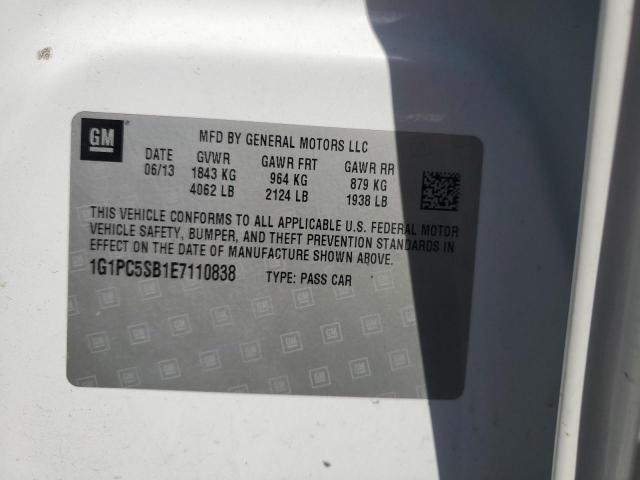 GM
MFD BY GENERAL MOTORS LLC
DATE GVWR GAWR FRT GAWR RR
06/13 1843 KG 964 KG 879 KG
4062 LB 2124 LB 1938 LB
THIS VEHICLE CONFORMS TO ALL APPLICABLE U.S. FEDERAL MOTOR
VEHICLE SAFETY, BUMPER, AND THEFT PREVENTION STANDARDS IN
EFFECT ON THE DATE OF MANUFACTURE SHOWN ABOVE.
1G1PC5SB1E7110838 TYPE: PASS CAR